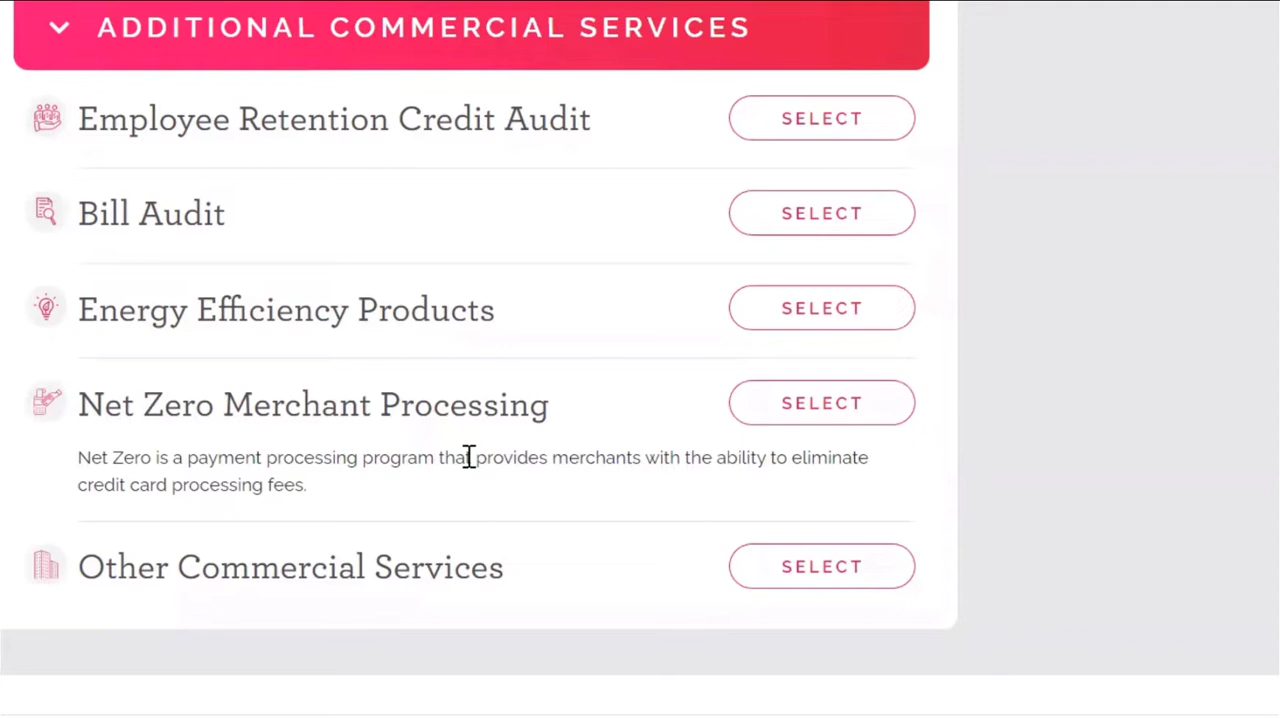 ADDITIONAL COMMERCIAL SERVICES
Employee Retention Credit Audit
SELECT
Bill Audit
SELECT
Energy Efficiency Products
SELECT
Net Zero Merchant Processing
SELECT
Net Zero is a payment processing program that provides merchants with the ability to eliminate
credit card processing fees.
Other Commercial Services
SELECT